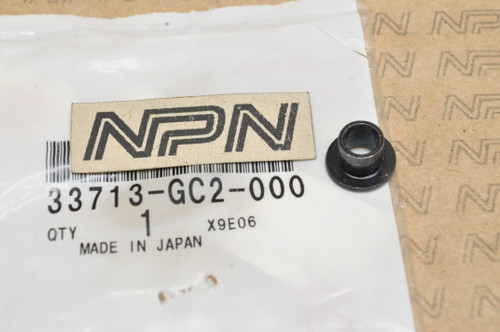 NPN
33713-GC2-000
QTY 1 X9E06
MADE IN JAPAN